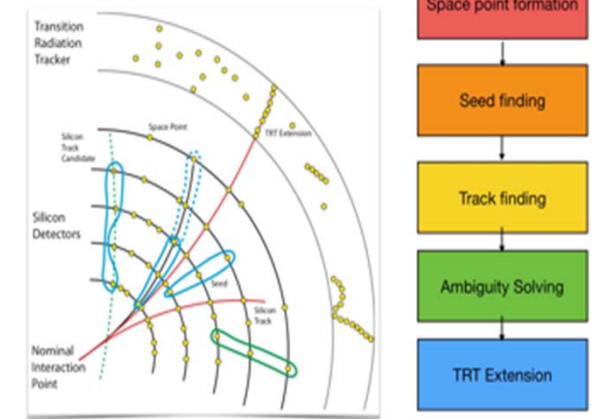 Transition
Radiation
Tracker
Space Point
TRT Extension
Silicon
Track
Candidate
Silicon
Detectors
Seed
Silicon
Track
Nominal
Interaction
Point
Space point formation
Seed finding
Track finding
Ambiguity Solving
TRT Extension